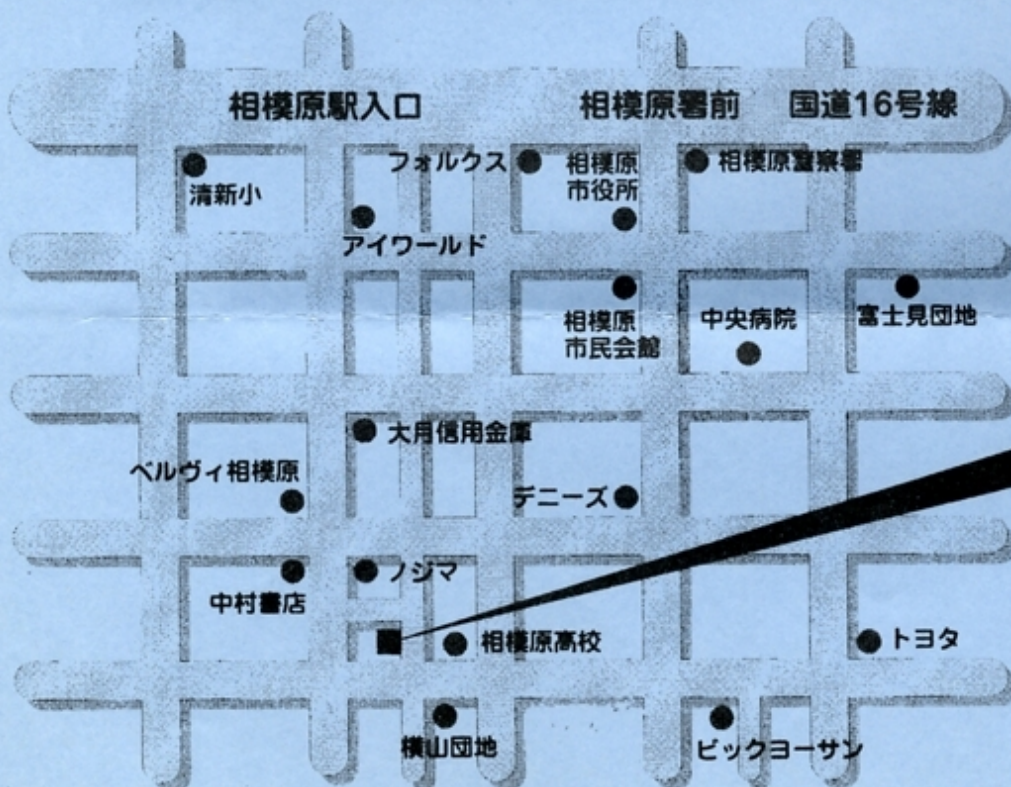 相模原駅入口
相模原署前
国道16号線
清新小
フォルクス
相模原
市役所
相模原警察署
アイワールド
相模原
市民会館
中央病院
富士見団地
大月信用金庫
ベルヴィ相模原
デニーズ
中村書店
ノジマ
相模原高校
トヨタ
横山団地
ビックヨーサン